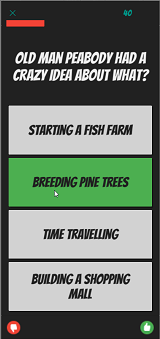 40
OLD MAN PEABODY HAD A
CRAZY IDEA ABOUT WHAT?
STARTING A FISH FARM
BREEDING PINE TREES
TIME TRAVELLING
BUILDING A SHOPPING
MALL